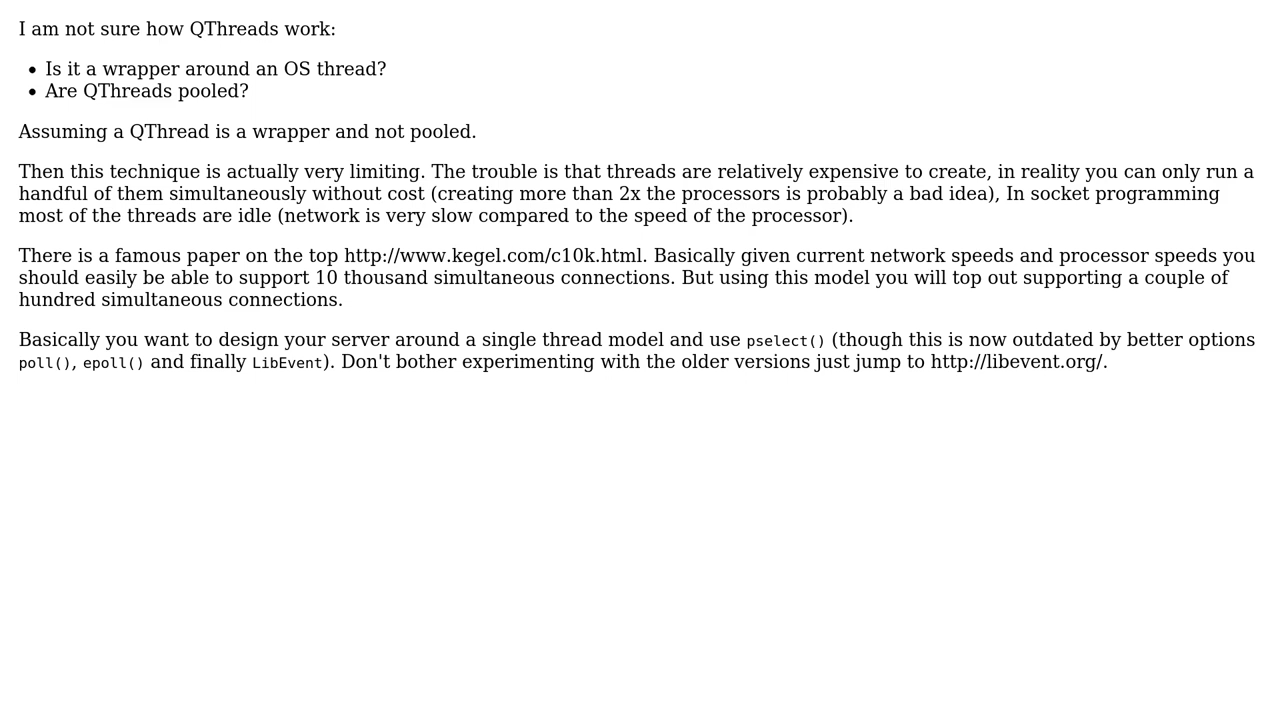 I am not sure how QThreads work:
• Is it a wrapper around an OS thread?
• Are QThreads pooled?
Assuming a QThread is a wrapper and not pooled.
Then this technique is actually very limiting. The trouble is that threads are relatively expensive to create, in reality you can only run a
handful of them simultaneously without cost (creating more than 2x the processors is probably a bad idea), In socket programming
most of the threads are idle (network is very slow compared to the speed of the processor).
There is a famous paper on the top http://www.kegel.com/c10k.html. Basically given current network speeds and processor speeds you
should easily be able to support 10 thousand simultaneous connections. But using this model you will top out supporting a couple of
hundred simultaneous connections.
Basically you want to design your server around a single thread model and use pselect() (though this is now outdated by better options
poll(), epoll() and finally LibEvent). Don't bother experimenting with the older versions just jump to http://libevent.org/.